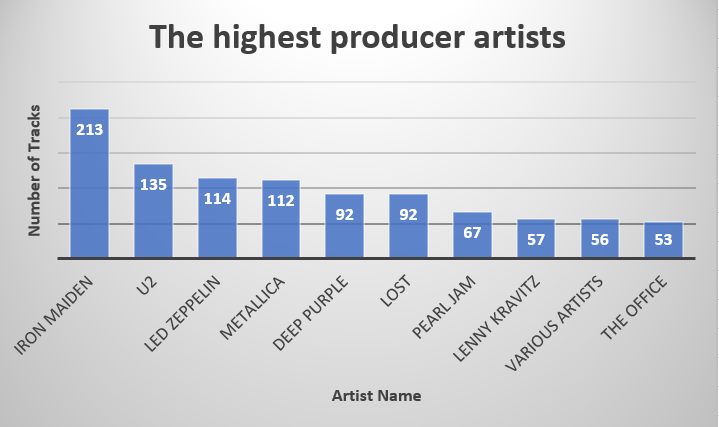 The highest producer artists
Number of Tracks
213
135
114
112
92
92
67
57
56
53
IRON MAIDEN
U2
LED ZEPPELIN
METALLICA
DEEP PURPLE
LOST
PEARL JAM
LENNY KRAVITZ
VARIOUS ARTISTS
THE OFFICE
Artist Name